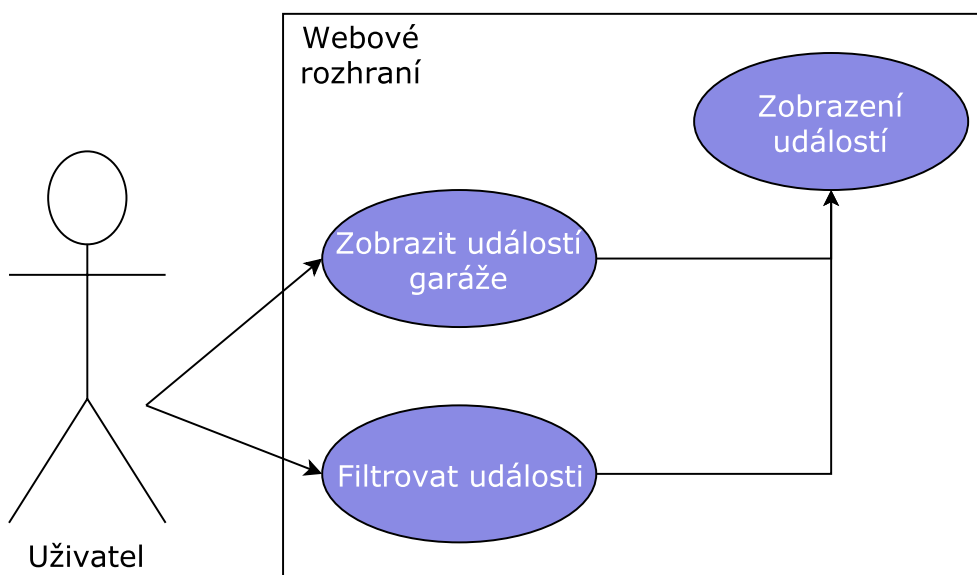 Webové
rozhraní
Zobrazení
událostí
Zobrazit událostí
garáže
Filtrovat události
Uživatel